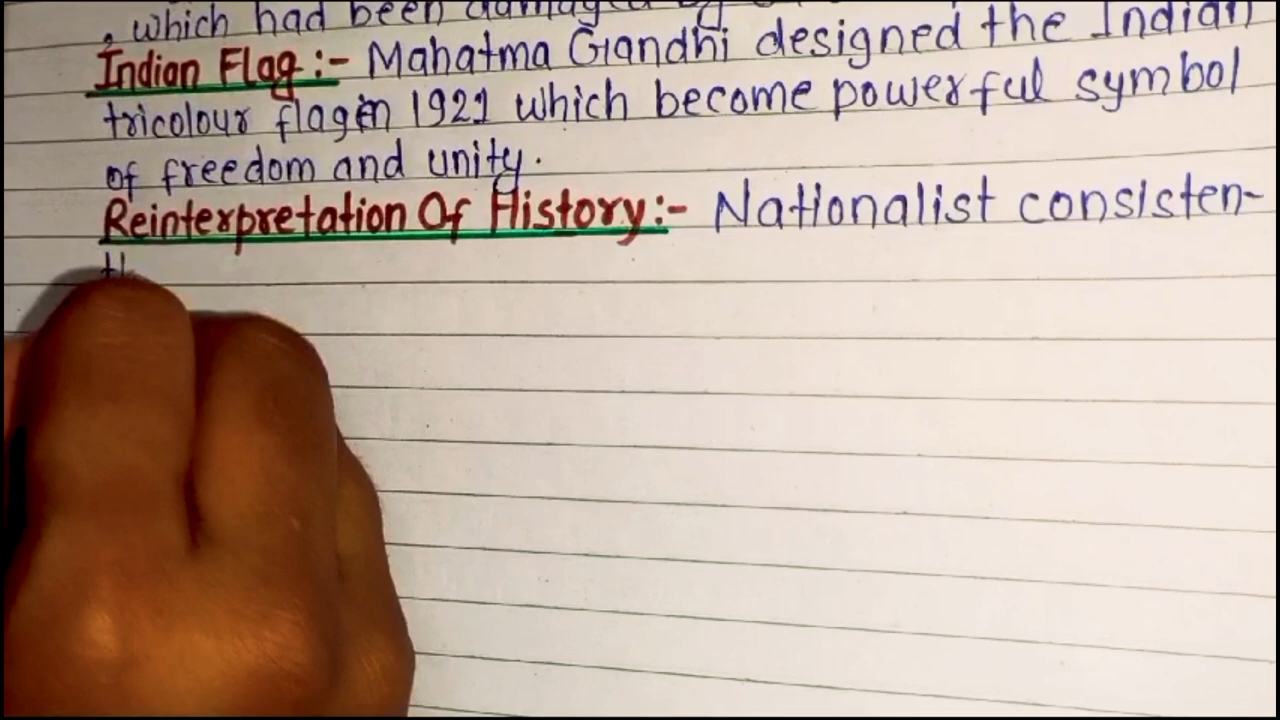 , which had been damaged
Indian Flag :- Mahatma Gandhi designed the Indian
tricolour flag in 1921 which become powerful symbol
of freedom and unity.
Reinterpretation Of History:- Nationalist consisten-